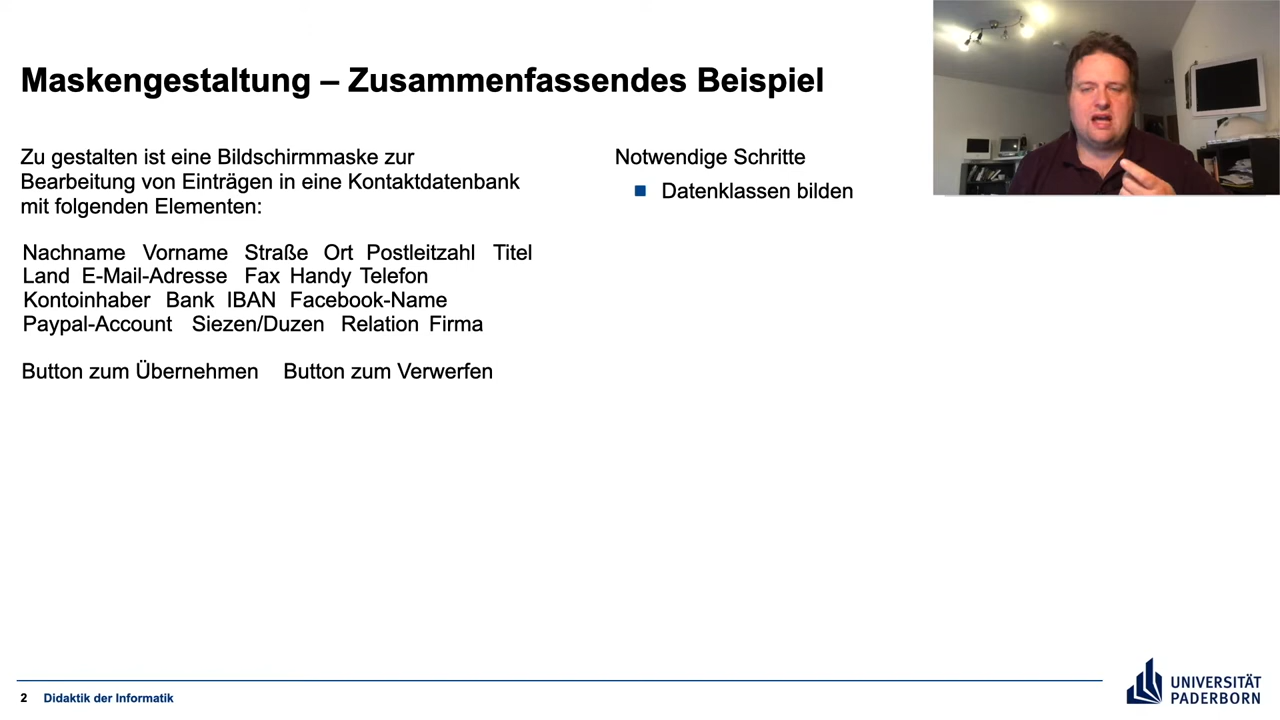 Maskengestaltung – Zusammenfassendes Beispiel
Zu gestalten ist eine Bildschirmmaske zur
Bearbeitung von Einträgen in eine Kontaktdatenbank
mit folgenden Elementen:
Nachname Vorname Straße Ort Postleitzahl Titel
Land E-Mail-Adresse Fax Handy Telefon
Kontoinhaber Bank IBAN Facebook-Name
Paypal-Account Siezen/Duzen Relation Firma
Button zum Übernehmen Button zum Verwerfen
Notwendige Schritte
Datenklassen bilden
2 Didaktik der Informatik
UNIVERSITÄT
PADERBORN